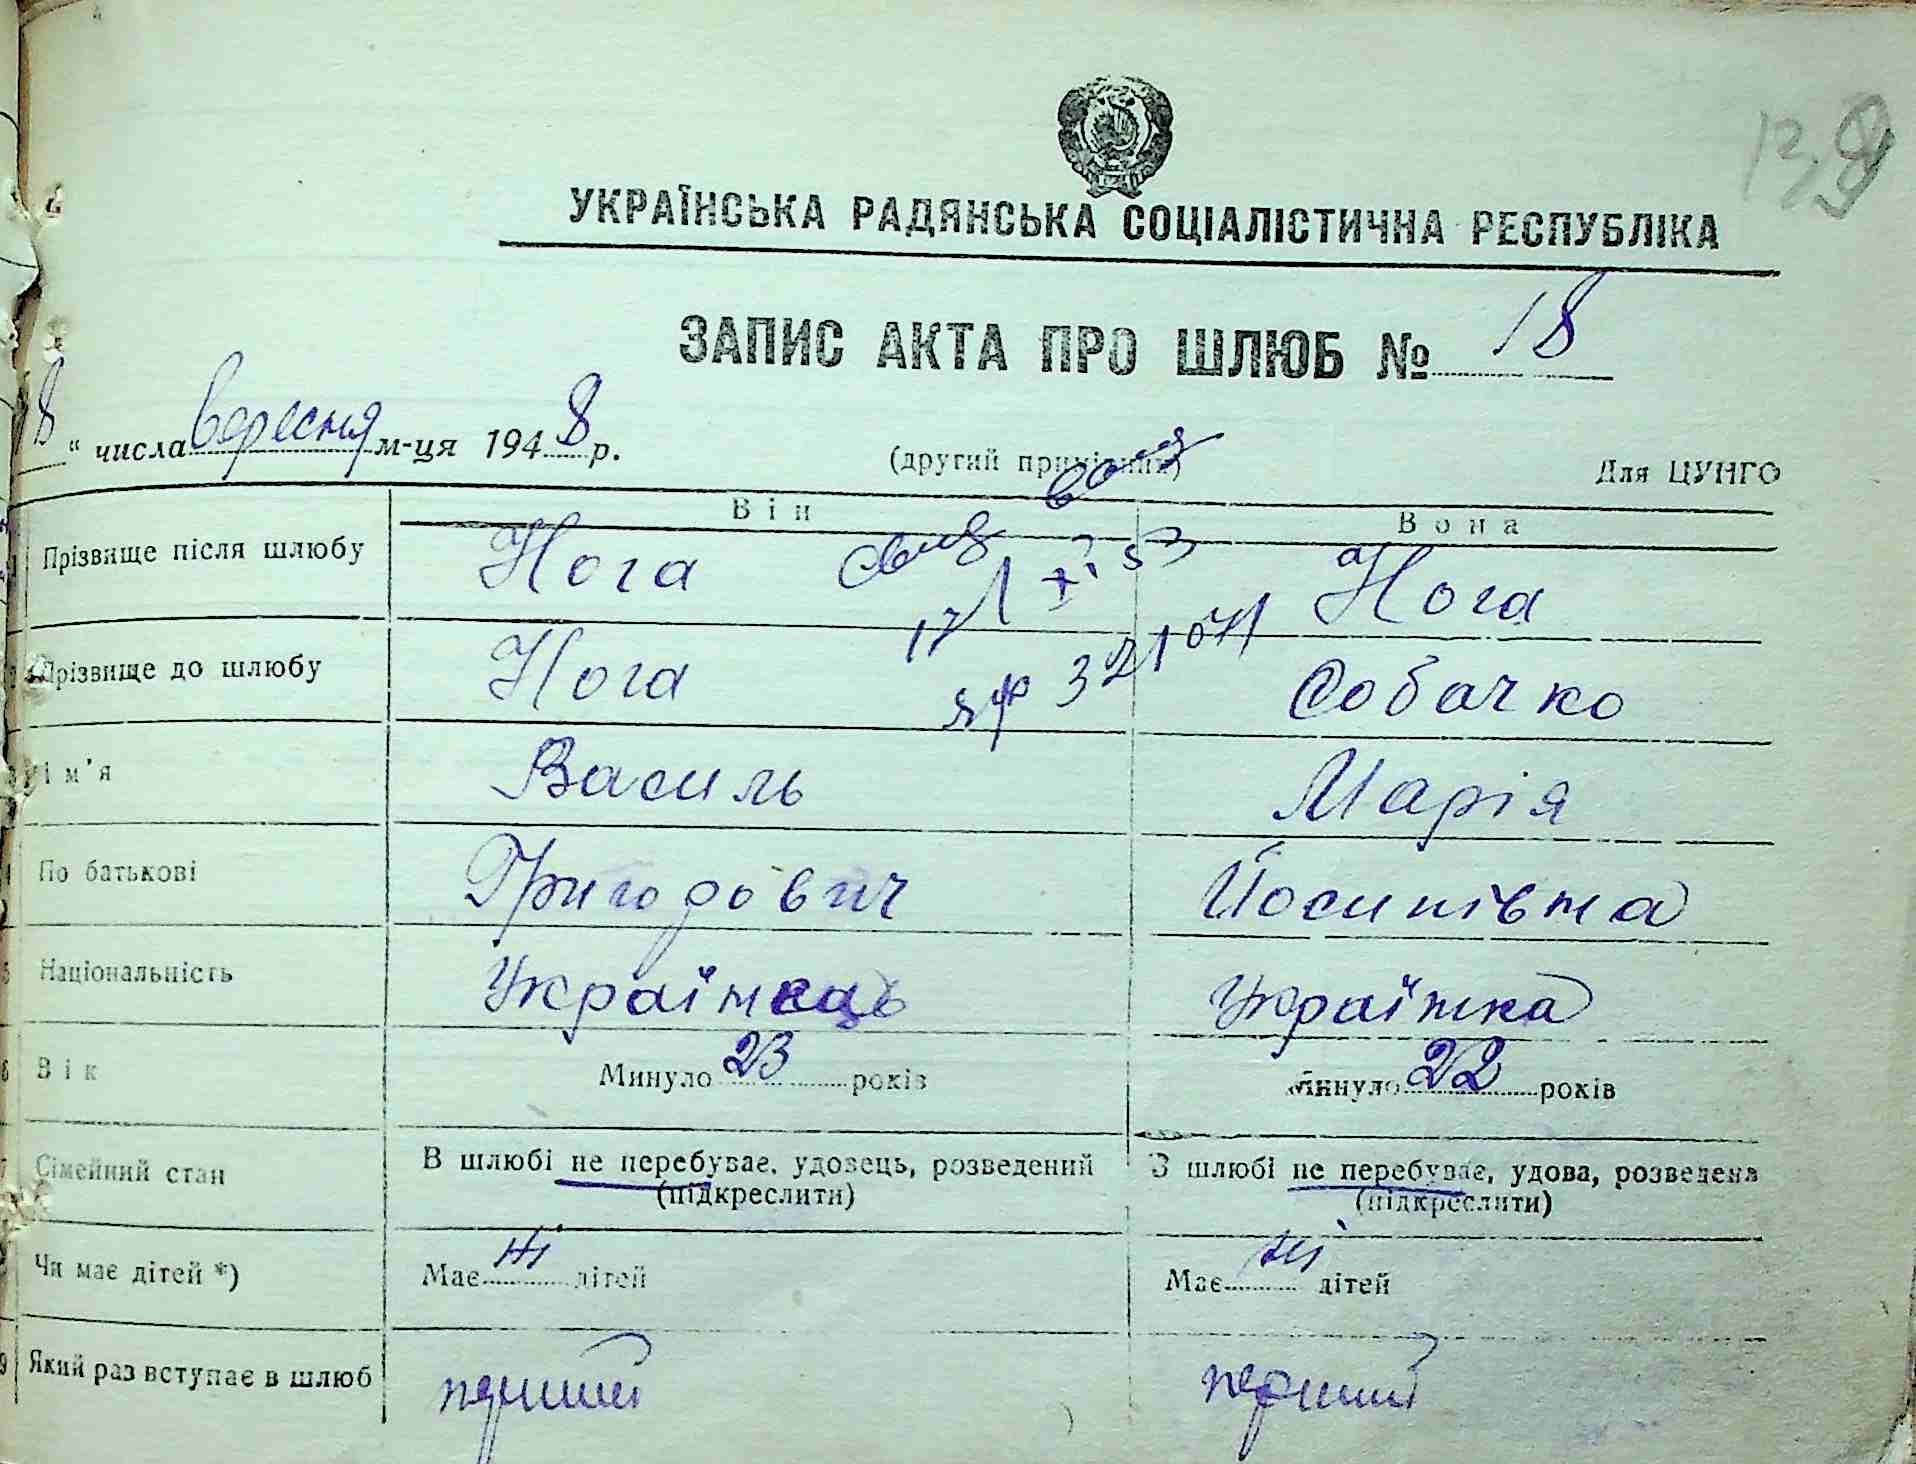 УКРАЇНСЬКА РАДЯНСЬКА СОЦІАЛІСТИЧНА РЕСПУБЛІКА
ЗАПИС АКТА ПРО ШЛЮБ № 18
8 " числа вересня м-ця 1948 р.
(другий примірник) Для ЦУНГО
Він Вона
Прізвище після шлюбу Нога Нога
Прізвище до шлюбу Нога Собачко
321071
Ім'я Василь Марія
По батькові Григорович Йосипівна
Національність Українець Українка
Вік Минуло 23 років Минуло 22 років
Сімейний стан В шлюбі не перебуває, удовець, розведений В шлюбі не перебуває, удова, розведена
(підкреслити) (підкреслити)
Чи має дітей *) Має ні дітей Має ні дітей
9 Який раз вступає в шлюб перший перший